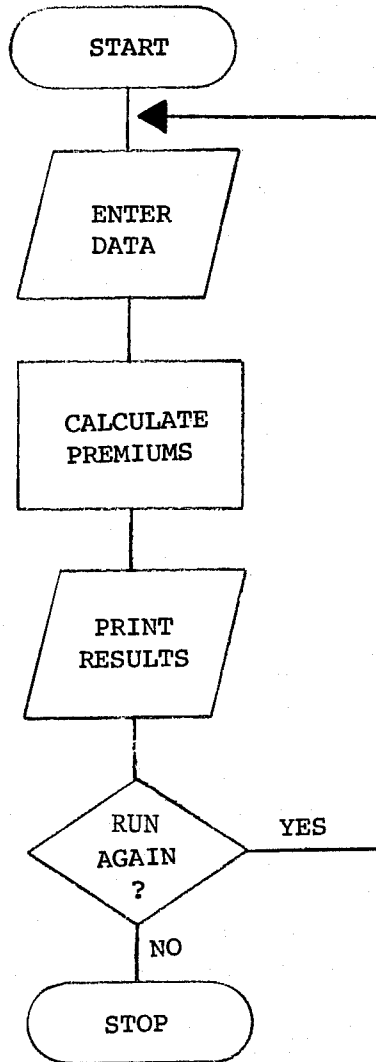 START
ENTER
DATA
CALCULATE
PREMIUMS
PRINT
RESULTS
RUN
AGAIN
?
YES
NO
STOP